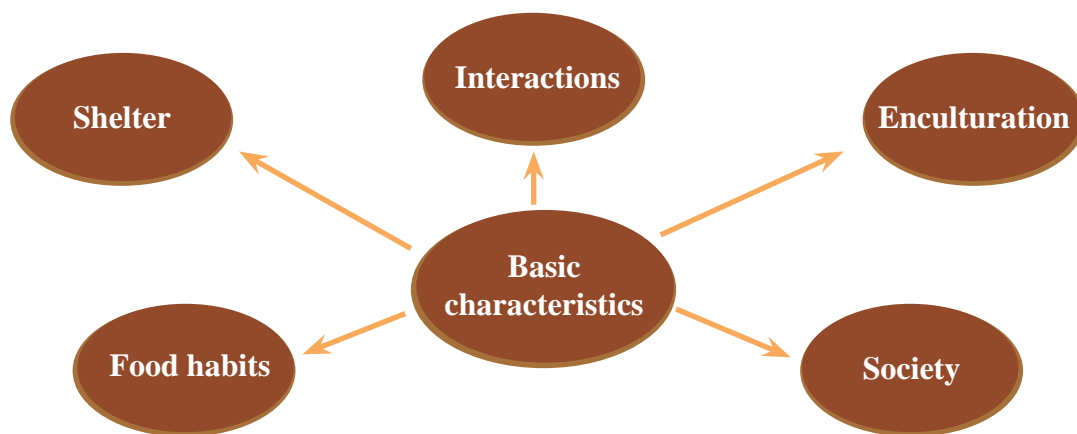 Interactions
Shelter
Enculturation
Basic
characteristics
Food habits
Society